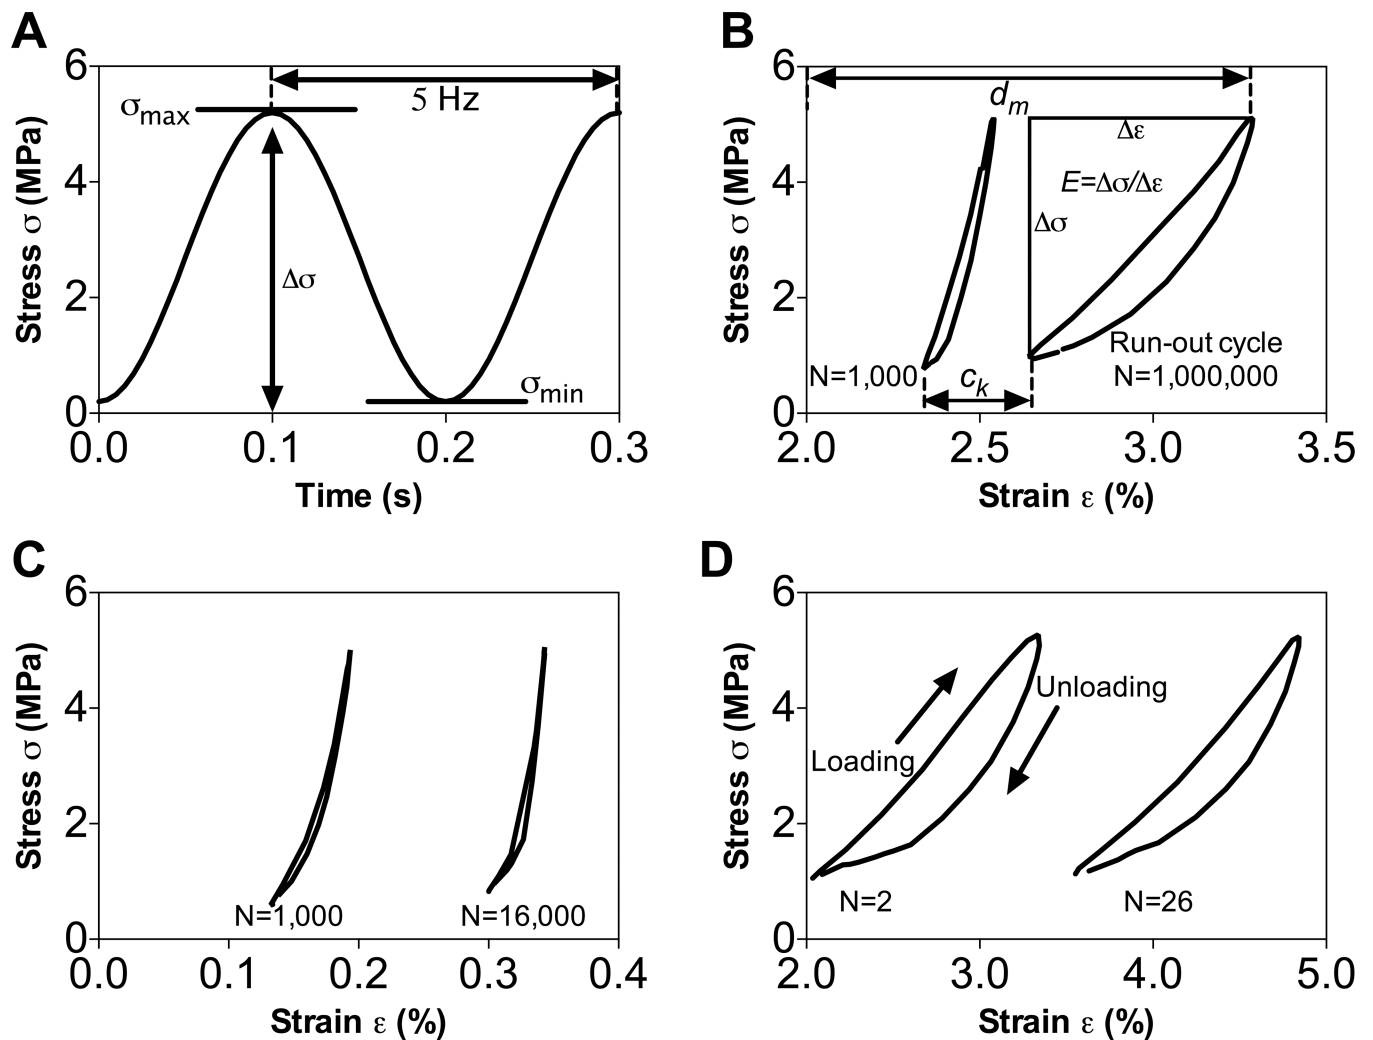 A
6
4
2
0
Stress σ (MPa)
σmax
5 Hz
Δσ
σmin
0.0
0.1
0.2
0.3
Time (s)
B
6
4
2
0
Stress σ (MPa)
dm
Δε
E=Δσ/Δε
Δσ
Run-out cycle
N=1,000
ck
N=1,000,000
2.0
2.5
3.0
3.5
Strain ε (%)
C
6
4
2
0
Stress σ (MPa)
N=1,000
N=16,000
0.0
0.1
0.2
0.3
0.4
Strain ε (%)
D
6
4
2
0
Stress σ (MPa)
Unloading
Loading
N=2
N=26
2.0
3.0
4.0
5.0
Strain ε (%)